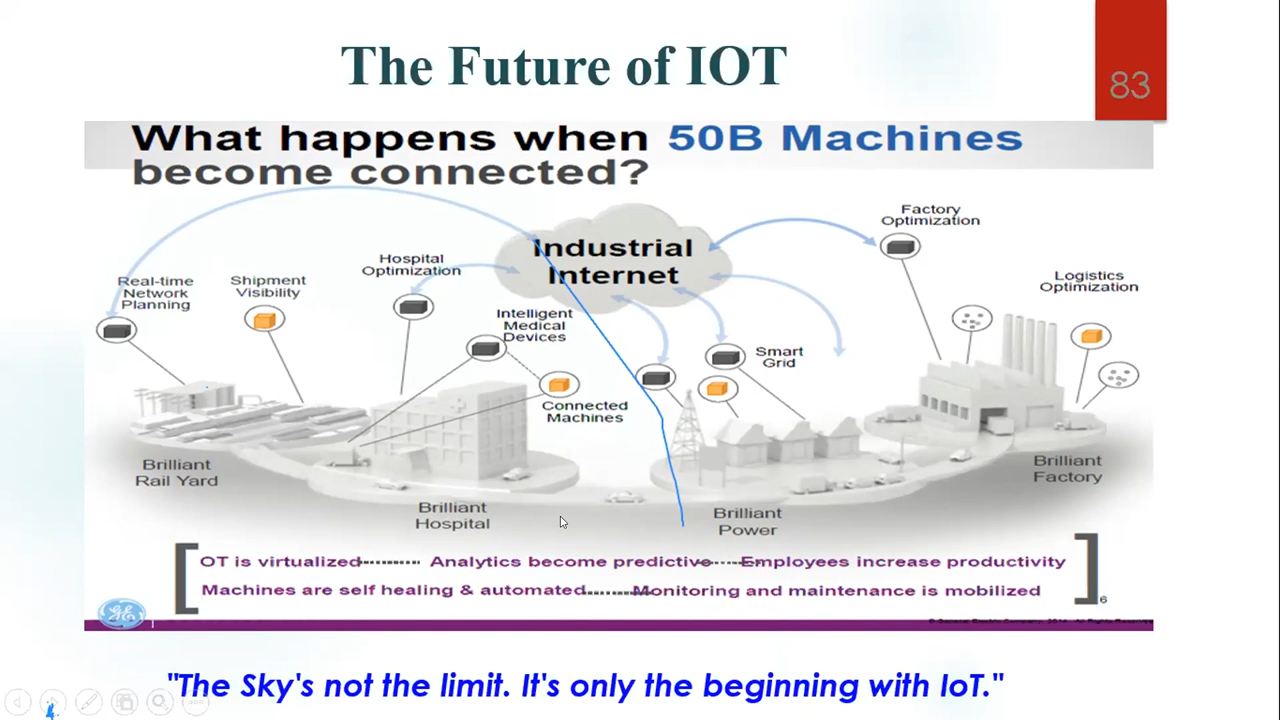 The Future of IOT
83
What happens when 50B Machines
become connected?
Industrial
Internet
Real-time
Network
Planning
Shipment
Visibility
Hospital
Optimization
Intelligent
Medical
Devices
Connected
Machines
Smart
Grid
Factory
Optimization
Logistics
Optimization
Brilliant
Rail Yard
Brilliant
Hospital
Brilliant
Power
Brilliant
Factory
OT is virtualized Analytics become predictive Employees increase productivity
Machines are self healing & automated Monitoring and maintenance is mobilized
6
"The Sky's not the limit. It's only the beginning with IoT."